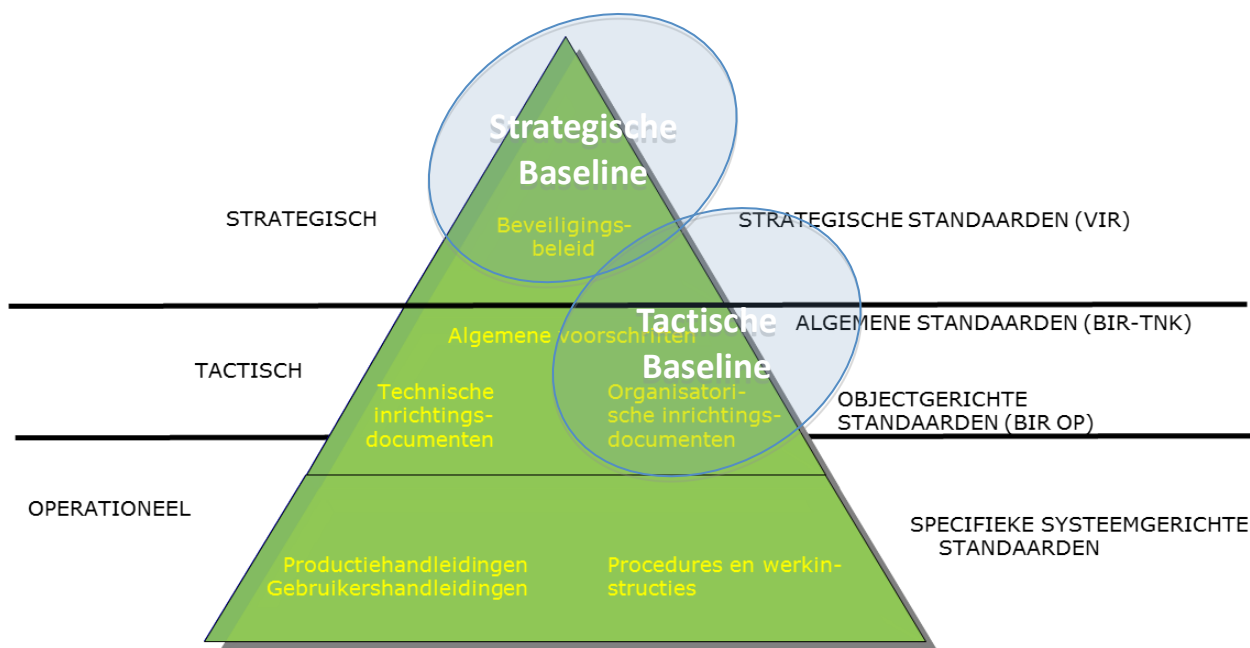 Strategische
Baseline
STRATEGISCH
Beveiligings-
beleid
STRATEGISCHE STANDAARDEN (VIR)
Algemene voorschriften
Tactische
Baseline
ALGEMENE STANDAARDEN (BIR-TNK)
TACTISCH
Technische
inrichtings-
documenten
Organisatori-
sche inrichtings-
documenten
OBJECTGERICHTE
STANDAARDEN (BIR OP)
OPERATIONEEL
SPECIFIEKE SYSTEEMGERICHTE
STANDAARDEN
Productiehandleidingen
Gebruikershandleidingen
Procedures en werkin-
structies